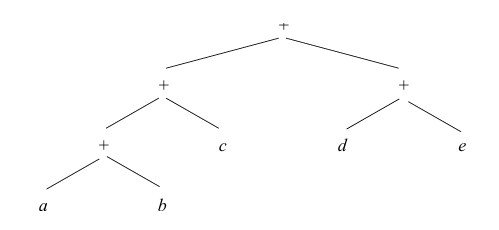 +
+ +
+ c d e
a b